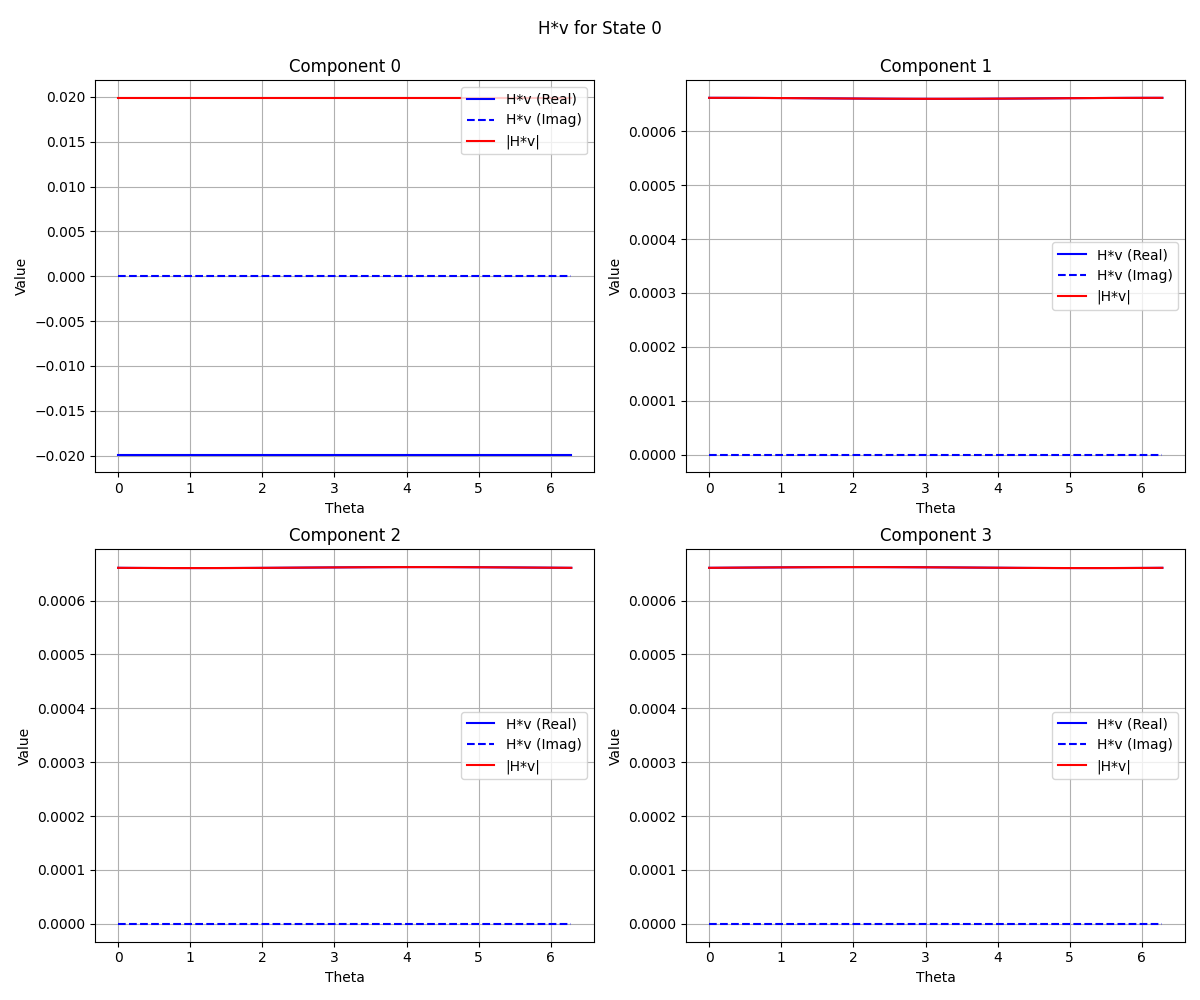 H*v for State 0
Component 0
0.020
0.015
0.010
0.005
0.000
−0.005
−0.010
−0.015
−0.020
Value
H*v (Real)
H*v (Imag)
|H*v|
0 1 2 3 4 5 6
Theta
Component 1
0.0006
0.0005
0.0004
0.0003
0.0002
0.0001
0.0000
Value
H*v (Real)
H*v (Imag)
|H*v|
0 1 2 3 4 5 6
Theta
Component 2
0.0006
0.0005
0.0004
0.0003
0.0002
0.0001
0.0000
Value
H*v (Real)
H*v (Imag)
|H*v|
0 1 2 3 4 5 6
Theta
Component 3
0.0006
0.0005
0.0004
0.0003
0.0002
0.0001
0.0000
Value
H*v (Real)
H*v (Imag)
|H*v|
0 1 2 3 4 5 6
Theta